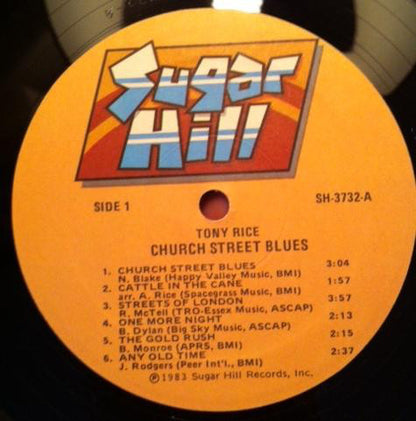 Sugar
Hill
SIDE 1
SH-3732-A
TONY RICE
CHURCH STREET BLUES
1. CHURCH STREET BLUES 3:04
N. Blake (Happy Valley Music, BMI)
2. CATTLE IN THE CANE 1:57
arr. A. Rice (Spacegrass Music, BMI)
3. STREETS OF LONDON 3:57
R. McTell (TRO-Essex Music, ASCAP)
4. ONE MORE NIGHT 2:13
B. Dylan (Big Sky Music, ASCAP)
5. THE GOLD RUSH 2:15
B. Monroe (APRS, BMI)
6. ANY OLD TIME 2:37
J. Rodgers (Peer Int'l., BMI)
℗1983 Sugar Hill Records, Inc.